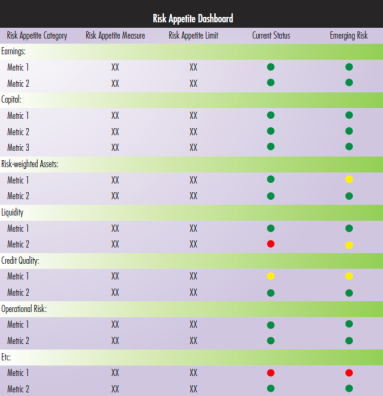 Risk Appetite Dashboard
Risk Appetite Category Risk Appetite Measure Risk Appetite Limit Current Status Emerging Risk
Earnings:
Metric 1 XX XX
Metric 2 XX XX
Capital:
Metric 1 XX XX
Metric 2 XX XX
Metric 3 XX XX
Risk-weighted Assets:
Metric 1 XX XX
Metric 2 XX XX
Liquidity
Metric 1 XX XX
Metric 2 XX XX
Credit Quality:
Metric 1 XX XX
Metric 2 XX XX
Operational Risk:
Metric 1 XX XX
Metric 2 XX XX
Etc:
Metric 1 XX XX
Metric 2 XX XX